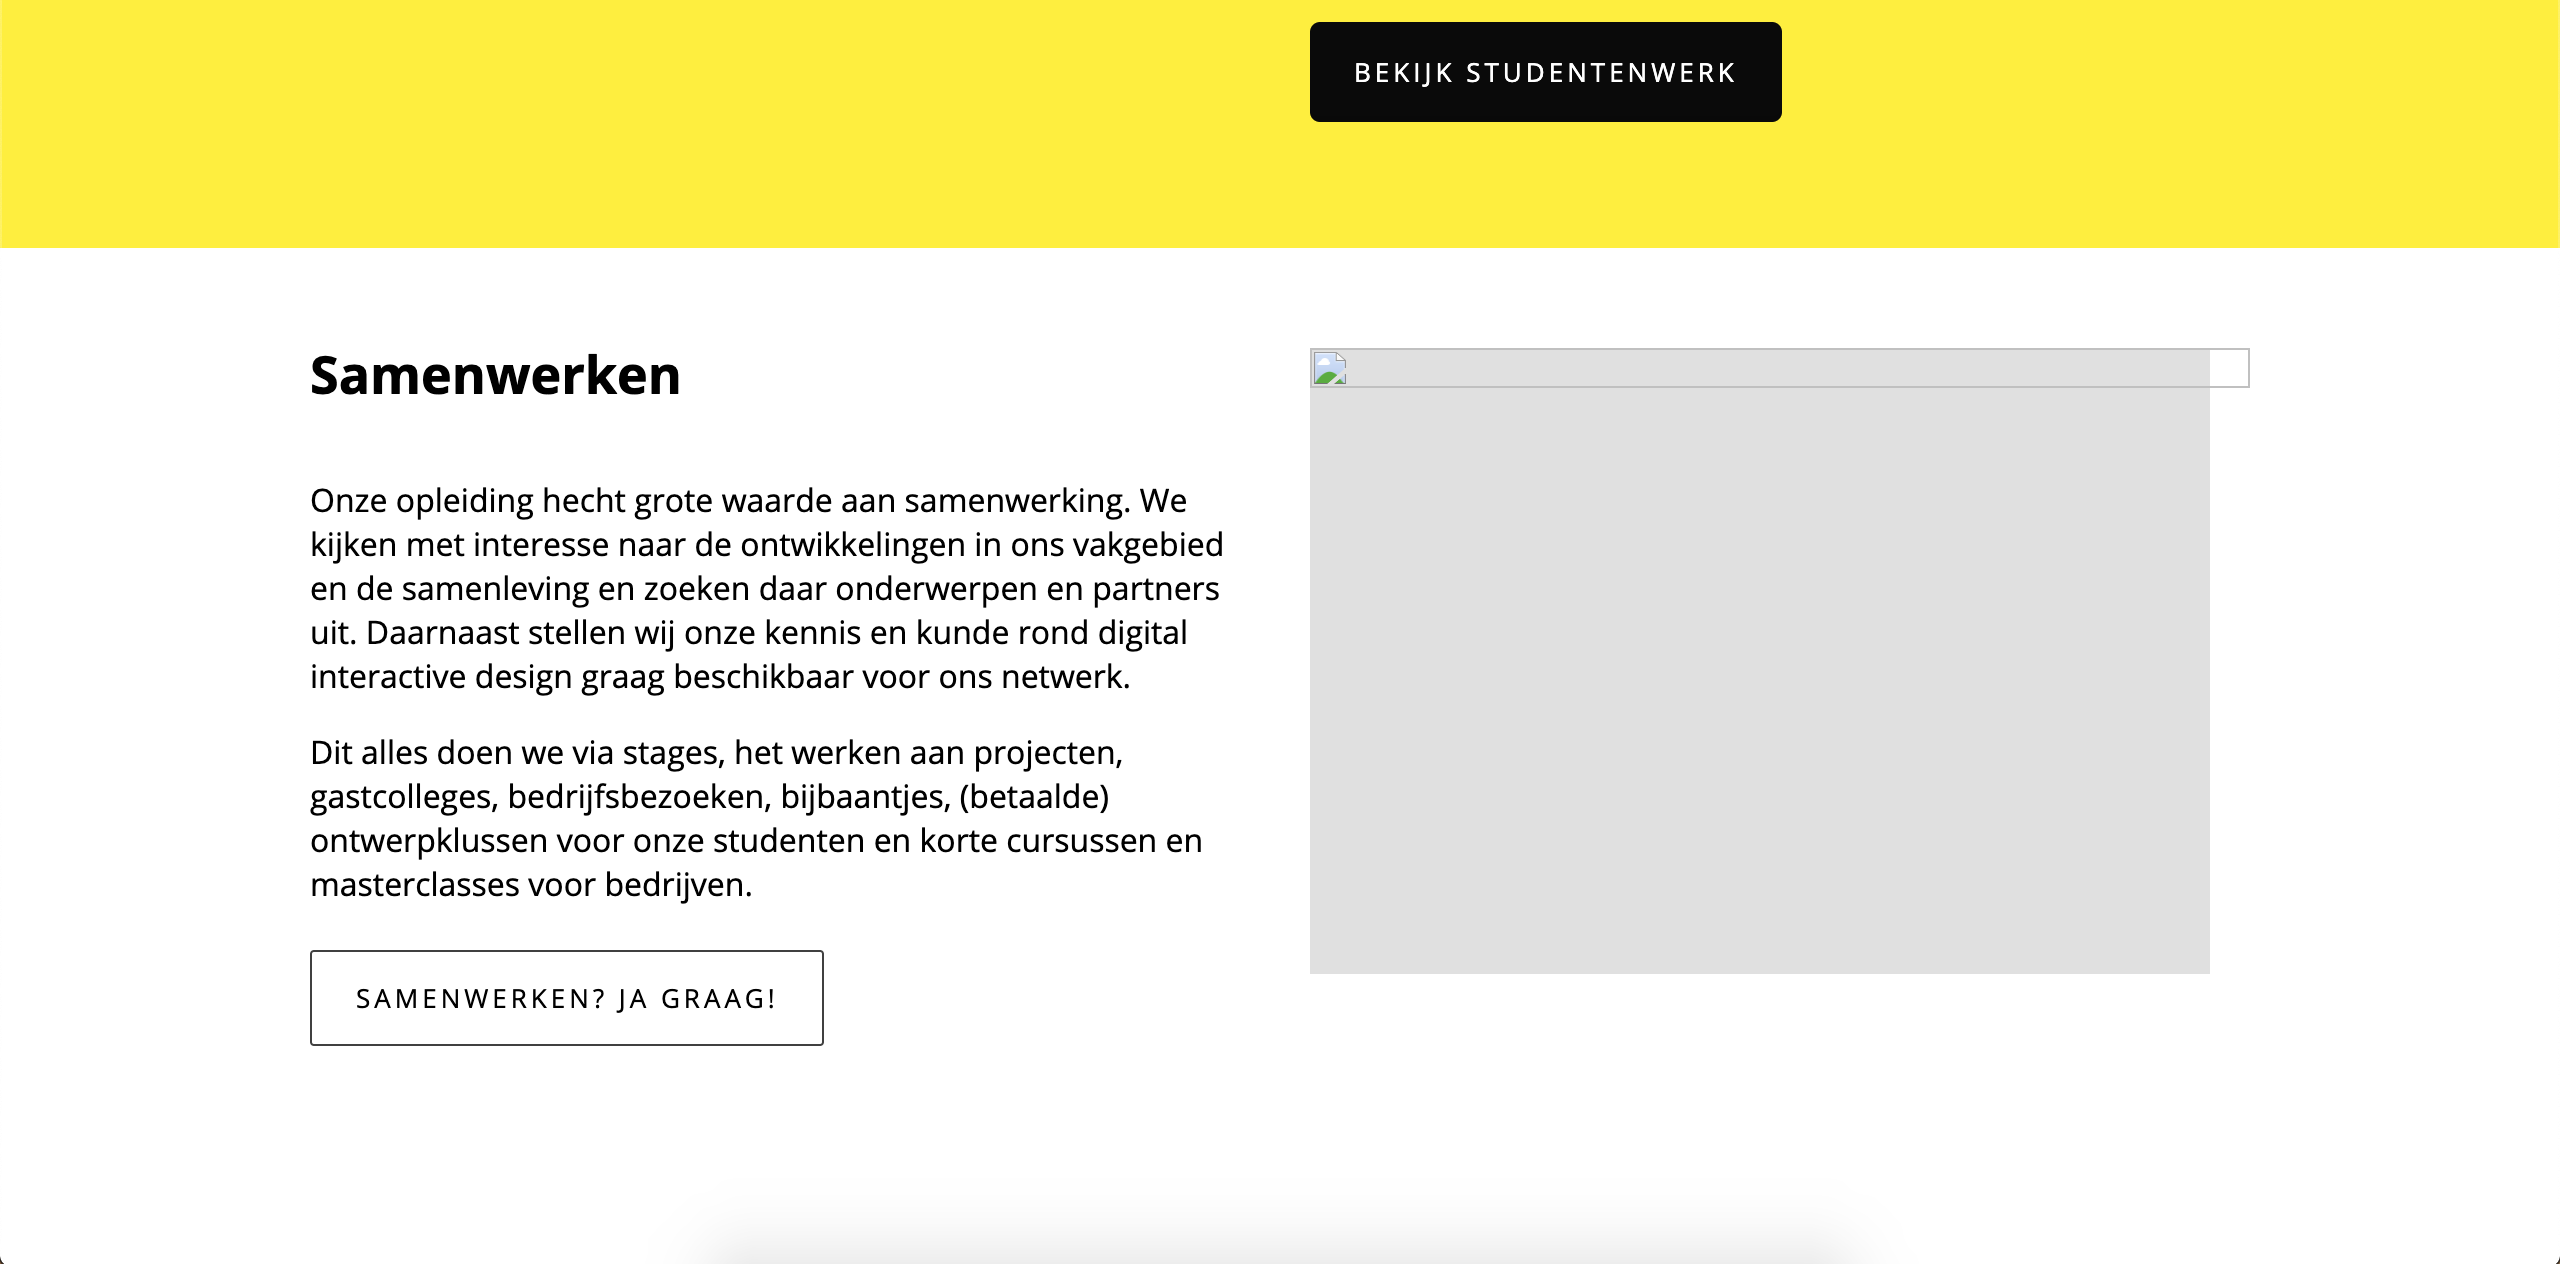 BEKIJK STUDENTENWERK
Samenwerken
Onze opleiding hecht grote waarde aan samenwerking. We
kijken met interesse naar de ontwikkelingen in ons vakgebied
en de samenleving en zoeken daar onderwerpen en partners
uit. Daarnaast stellen wij onze kennis en kunde rond digital
interactive design graag beschikbaar voor ons netwerk.
Dit alles doen we via stages, het werken aan projecten,
gastcolleges, bedrijfsbezoeken, bijbaantjes, (betaalde)
ontwerpklussen voor onze studenten en korte cursussen en
masterclasses voor bedrijven.
SAMENWERKEN? JA GRAAG!